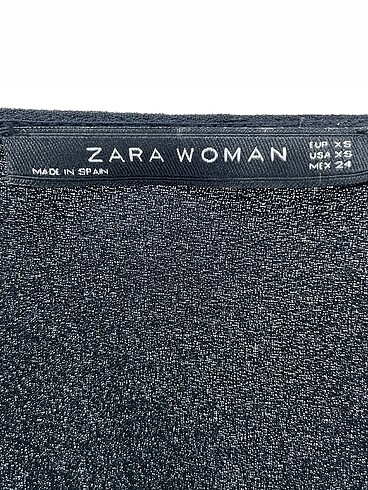 ZARA WOMAN
EUR XS
USA XS
MEX 24
MADE IN SPAIN